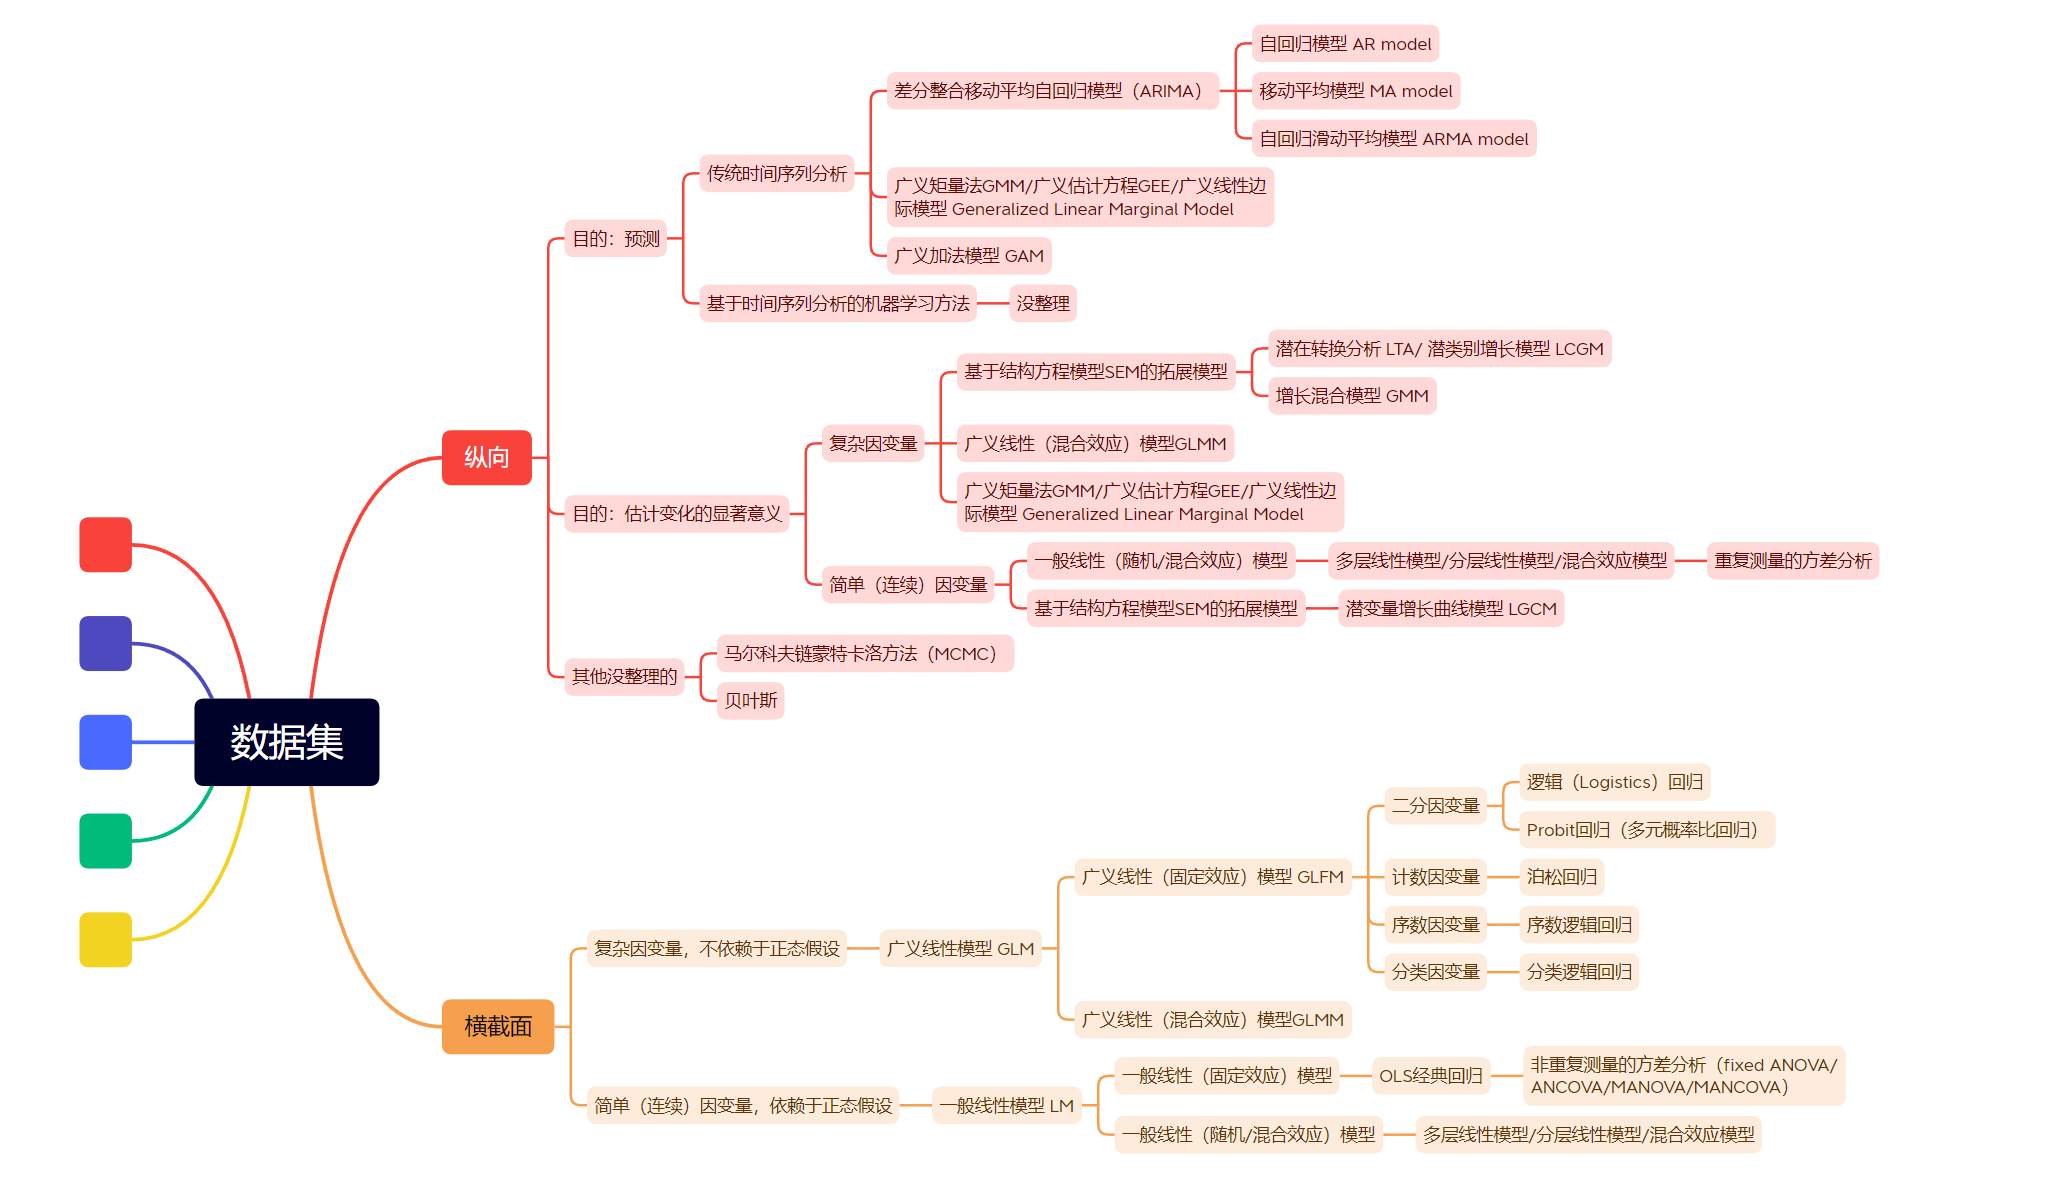 数据集
纵向
目的：预测
传统时间序列分析
差分整合移动平均自回归模型（ARIMA）
自回归模型 AR model
移动平均模型 MA model
自回归滑动平均模型 ARMA model
广义矩量法GMM/广义估计方程GEE/广义线性边
际模型 Generalized Linear Marginal Model
广义加法模型 GAM
基于时间序列分析的机器学习方法
没整理
目的：估计变化的显著意义
复杂因变量
基于结构方程模型SEM的拓展模型
潜在转换分析 LTA/ 潜类别增长模型 LCGM
增长混合模型 GMM
广义线性（混合效应）模型GLMM
广义矩量法GMM/广义估计方程GEE/广义线性边
际模型 Generalized Linear Marginal Model
简单（连续）因变量
一般线性（随机/混合效应）模型
多层线性模型/分层线性模型/混合效应模型
重复测量的方差分析
基于结构方程模型SEM的拓展模型
潜变量增长曲线模型 LGCM
其他没整理的
马尔科夫链蒙特卡洛方法（MCMC）
贝叶斯
横截面
复杂因变量，不依赖于正态假设
广义线性模型 GLM
广义线性（固定效应）模型 GLFM
二分因变量
逻辑（Logistics）回归
Probit回归（多元概率比回归）
计数因变量
泊松回归
序数因变量
序数逻辑回归
分类因变量
分类逻辑回归
广义线性（混合效应）模型GLMM
简单（连续）因变量，依赖于正态假设
一般线性模型 LM
一般线性（固定效应）模型
OLS经典回归
非重复测量的方差分析（fixed ANOVA/
ANCOVA/MANOVA/MANCOVA）
一般线性（随机/混合效应）模型
多层线性模型/分层线性模型/混合效应模型